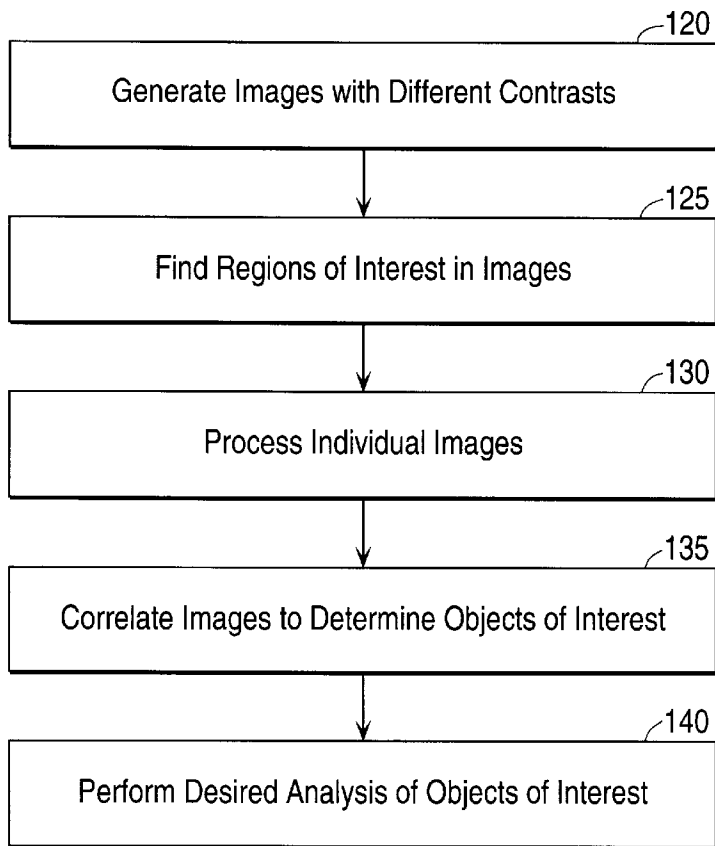 120
Generate Images with Different Contrasts
125
Find Regions of Interest in Images
130
Process Individual Images
135
Correlate Images to Determine Objects of Interest
140
Perform Desired Analysis of Objects of Interest